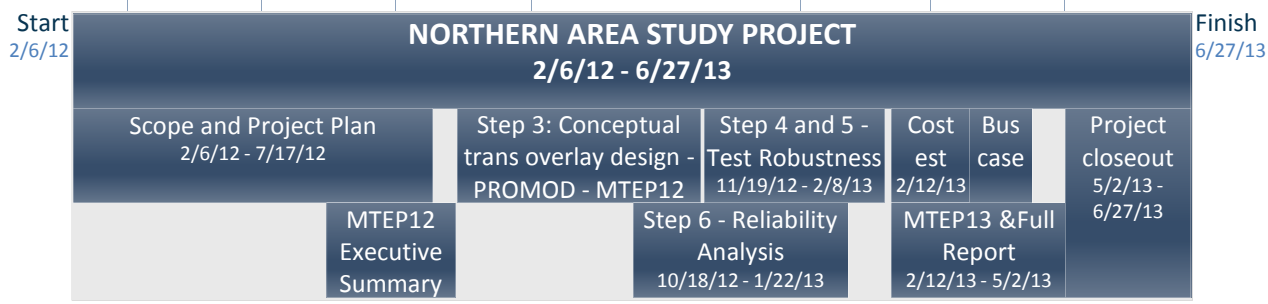 Start
2/6/12
NORTHERN AREA STUDY PROJECT
2/6/12 - 6/27/13
Finish
6/27/13
Scope and Project Plan
2/6/12 - 7/17/12
Step 3: Conceptual
trans overlay design -
PROMOD - MTEP12
Step 4 and 5 -
Test Robustness
11/19/12 - 2/8/13
Cost
est
2/12/13
Bus
case
Project
closeout
5/2/13 -
6/27/13
MTEP12
Executive
Summary
Step 6 - Reliability
Analysis
10/18/12 - 1/22/13
MTEP13 &Full
Report
2/12/13 - 5/2/13